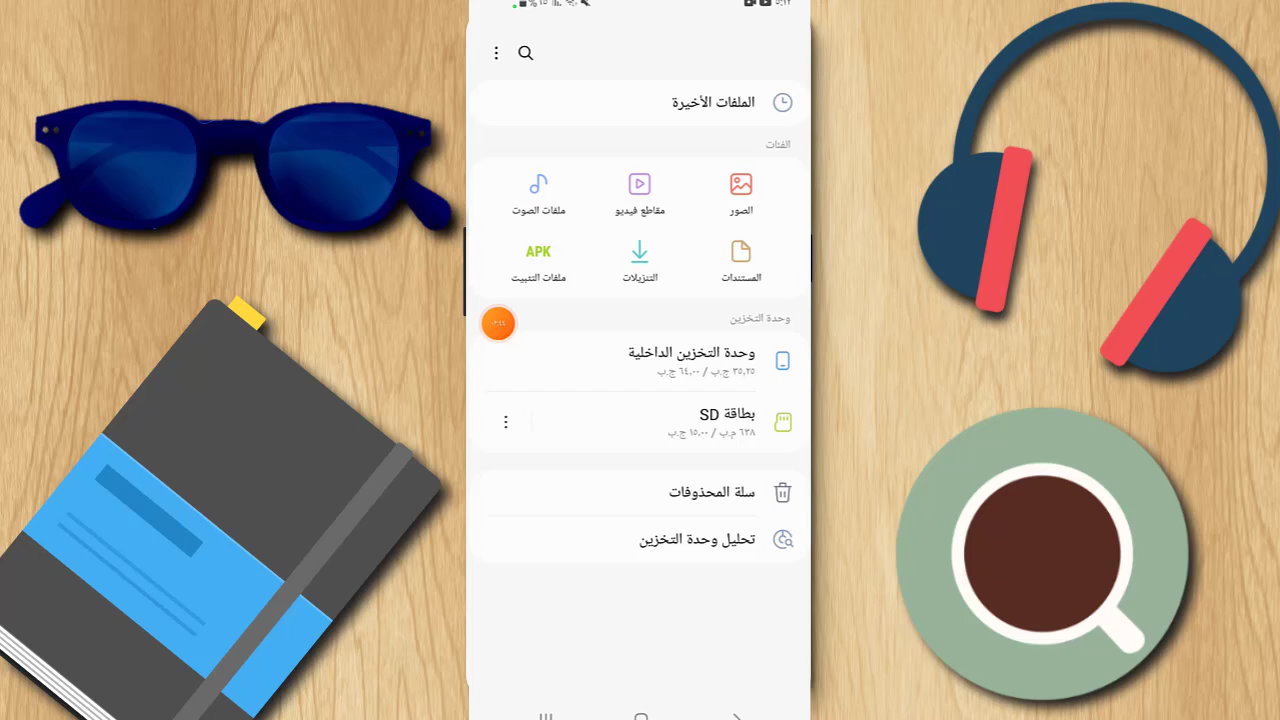 الملفات الأخيرة
الفئات
الصور
مقاطع فيديو
ملفات الصوت
المستندات
التنزيلات
APK
ملفات التثبيت
وحدة التخزين
وحدة التخزين الداخلية
٣٥,٢٥ ج.ب / ٦٤,٠٠ ج.ب
بطاقة SD
٦٣٨ م.ب / ١٥,٠٠ ج.ب
سلة المحذوفات
تحليل وحدة التخزين